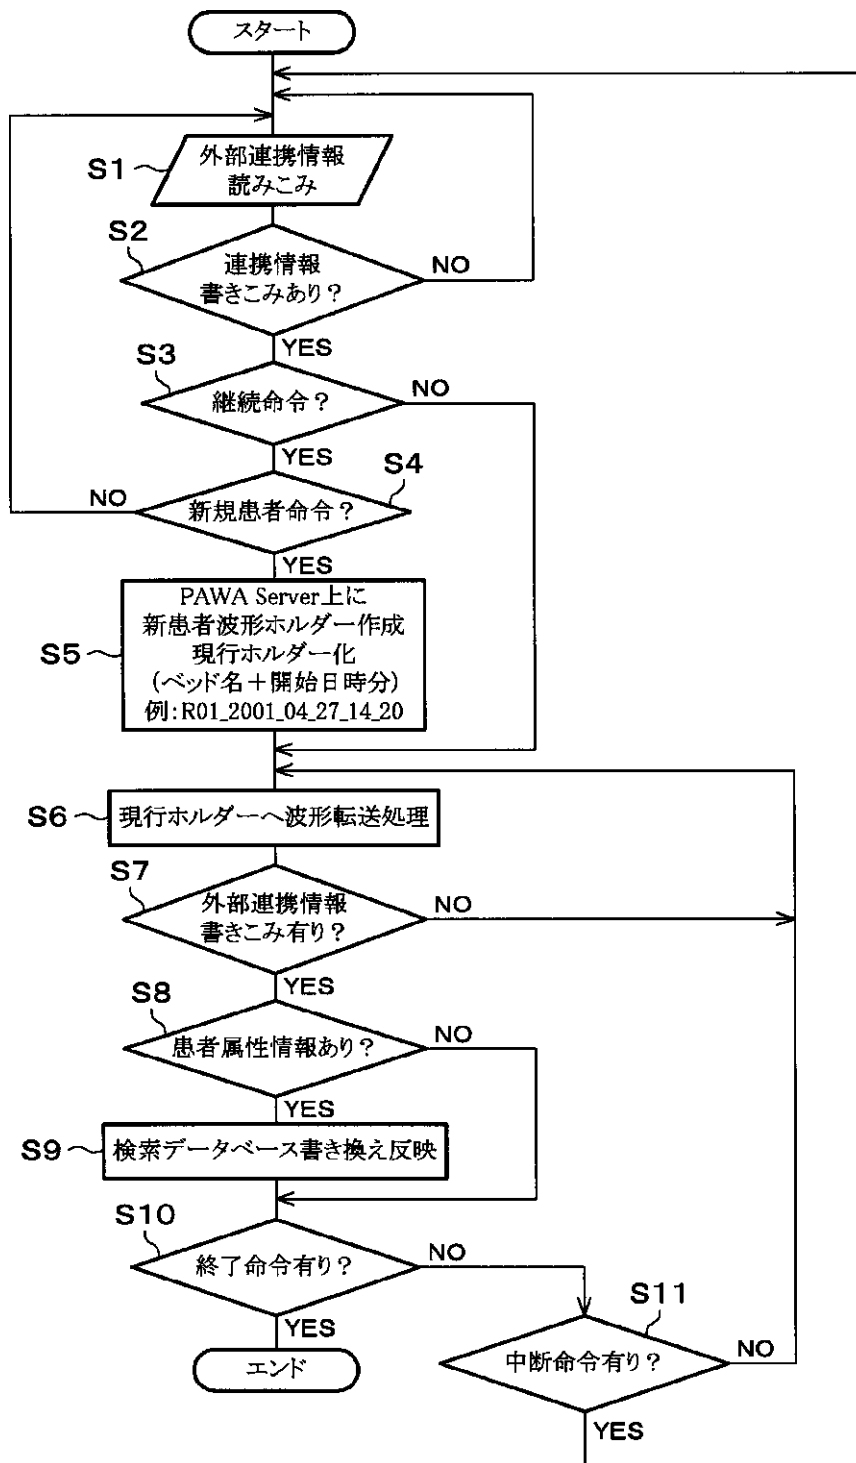 スタート
S1
外部連携情報
読みこみ
S2
連携情報
書きこみあり？
NO
YES
S3
継続命令？
NO
YES
S4
新規患者命令？
NO
YES
S5
PAWA Server上に
新患者波形ホルダー作成
現行ホルダー化
(ベッド名＋開始日時分)
例：R01_2001_04_27_14_20
S6
現行ホルダーへ波形転送処理
S7
外部連携情報
書きこみ有り？
NO
YES
S8
患者属性情報あり？
NO
YES
S9
検索データベース書き換え反映
S10
終了命令有り？
NO
YES
エンド
S11
中断命令有り？
NO
YES